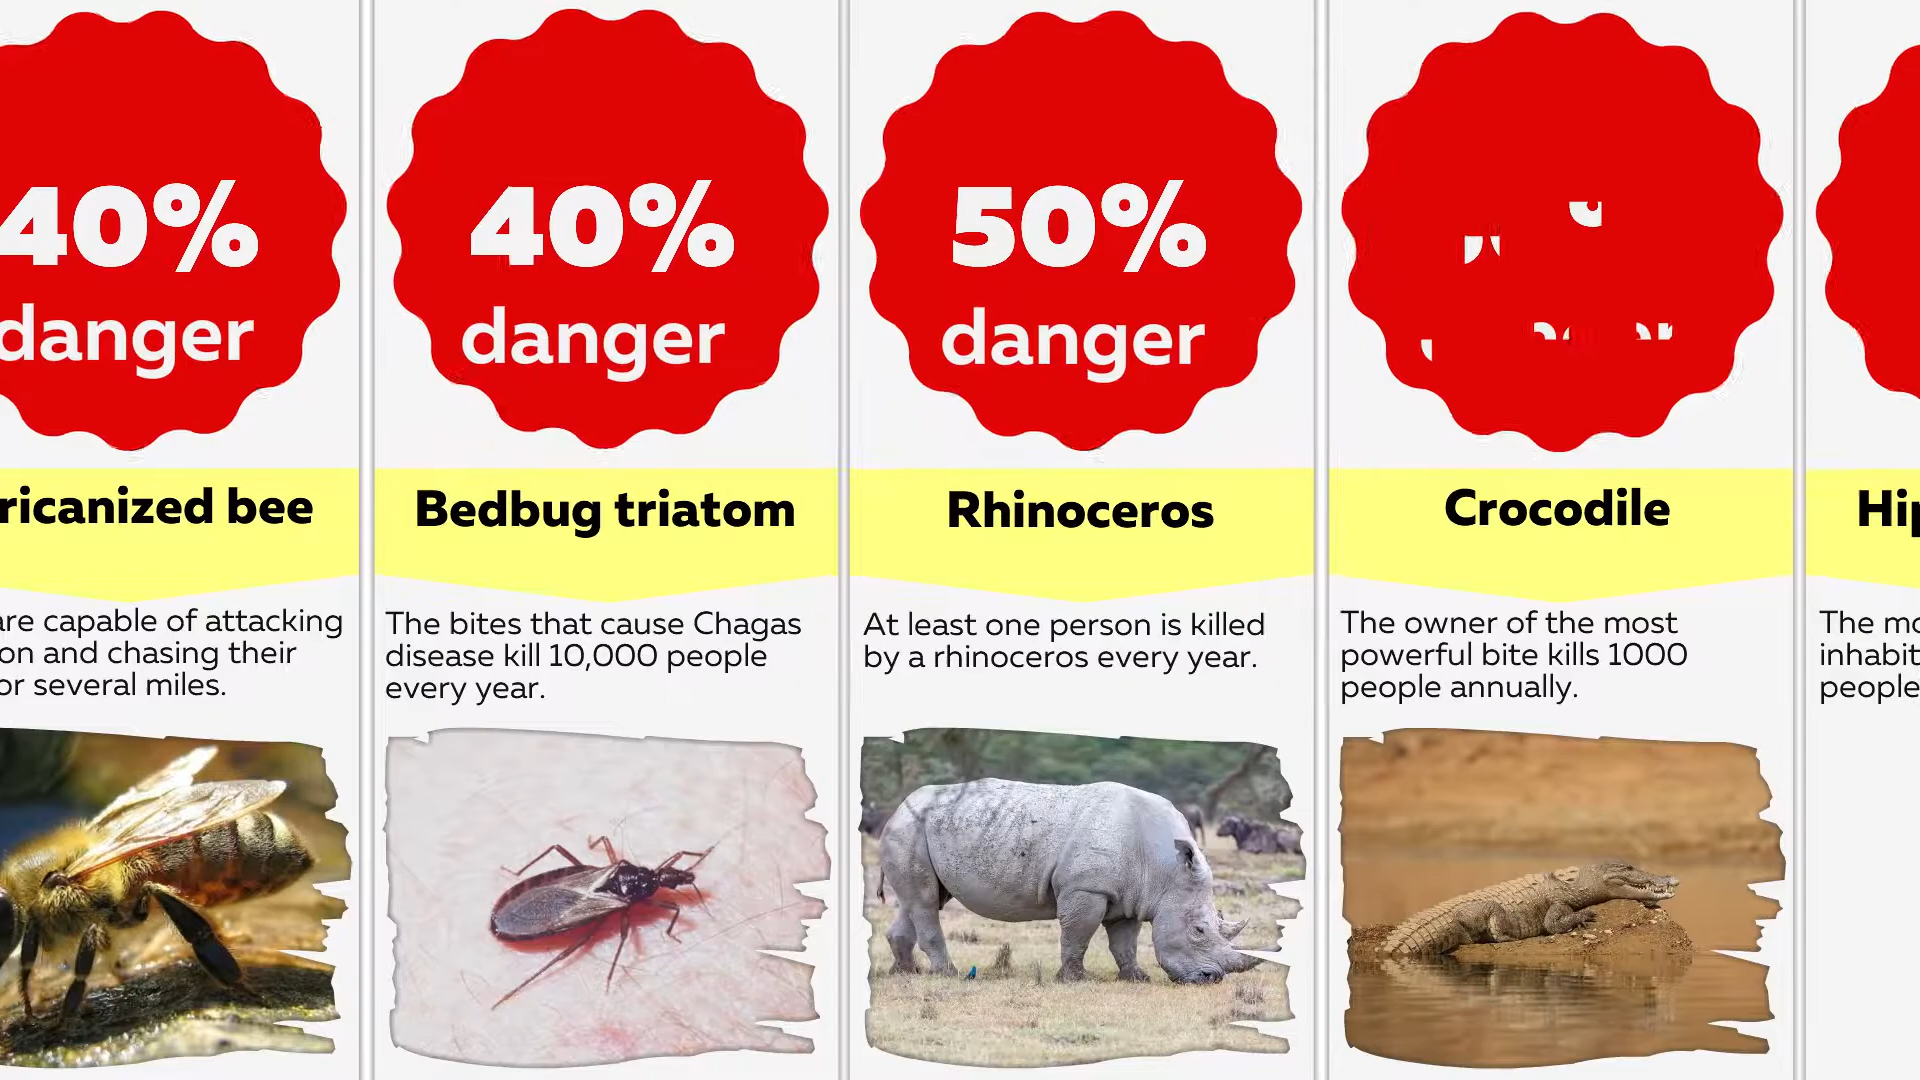 40%
danger
ricanized bee
are capable of attacking
on and chasing their
or several miles.
40%
danger
Bedbug triatom
The bites that cause Chagas
disease kill 10,000 people
every year.
50%
danger
Rhinoceros
At least one person is killed
by a rhinoceros every year.
Crocodile
The owner of the most
powerful bite kills 1000
people annually.
Hip
The mo
inhabit
people